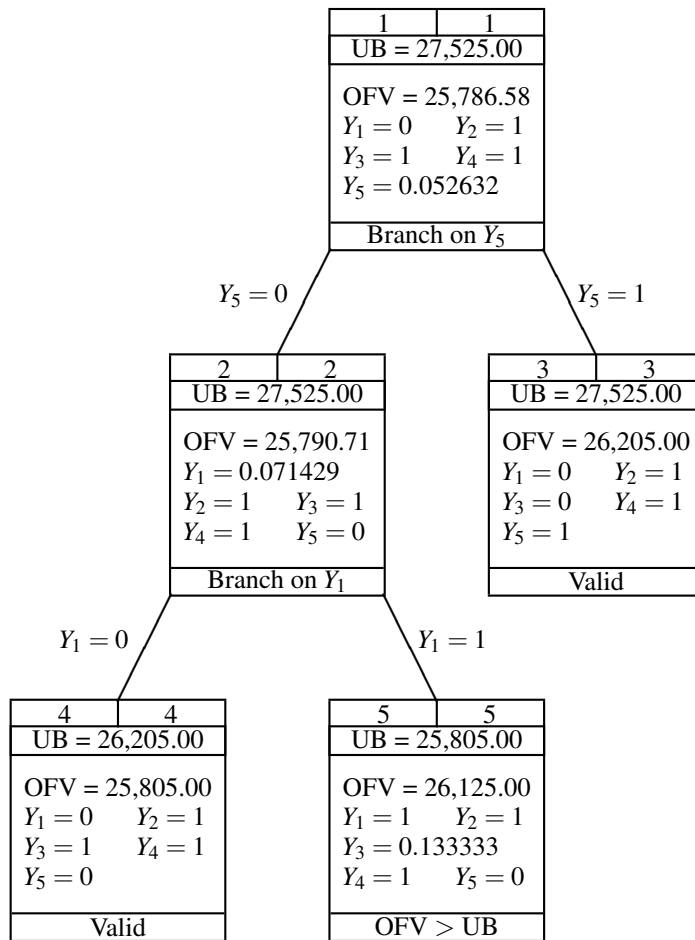 1 1
UB = 27,525.00
OFV = 25,786.58
Y₁ = 0 Y₂ = 1
Y₃ = 1 Y₄ = 1
Y₅ = 0.052632
Branch on Y₅
Y₅ = 0
Y₅ = 1
2 2
UB = 27,525.00
OFV = 25,790.71
Y₁ = 0.071429
Y₂ = 1 Y₃ = 1
Y₄ = 1 Y₅ = 0
Branch on Y₁
3 3
UB = 27,525.00
OFV = 26,205.00
Y₁ = 0 Y₂ = 1
Y₃ = 0 Y₄ = 1
Y₅ = 1
Valid
Y₁ = 0
Y₁ = 1
4 4
UB = 26,205.00
OFV = 25,805.00
Y₁ = 0 Y₂ = 1
Y₃ = 1 Y₄ = 1
Y₅ = 0
Valid
5 5
UB = 25,805.00
OFV = 26,125.00
Y₁ = 1 Y₂ = 1
Y₃ = 0.133333
Y₄ = 1 Y₅ = 0
OFV > UB